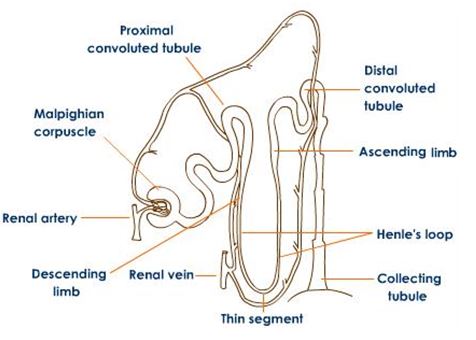 Proximal
convoluted tubule
Distal
convoluted
tubule
Malpighian
corpuscle
Ascending limb
Renal artery
Henle's loop
Descending
limb
Renal vein
Collecting
tubule
Thin segment